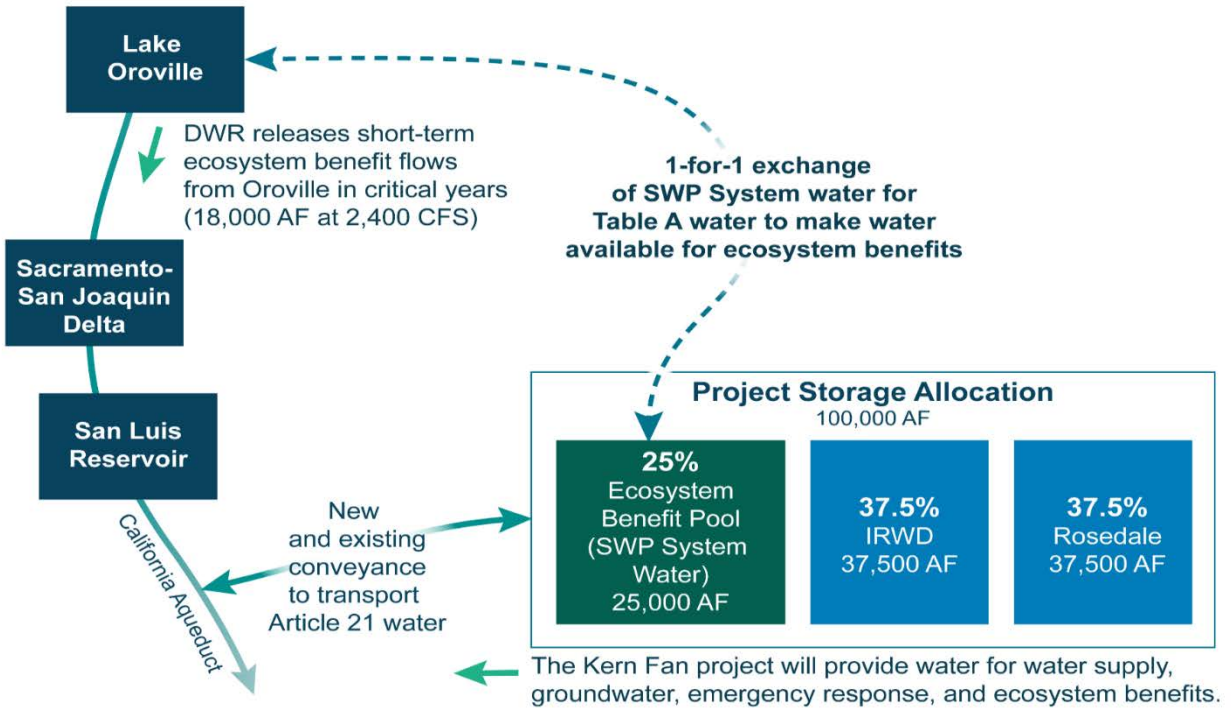 Lake
Oroville
DWR releases short-term
ecosystem benefit flows
from Oroville in critical years
(18,000 AF at 2,400 CFS)
1-for-1 exchange
of SWP System water for
Table A water to make water
available for ecosystem benefits
Sacramento-
San Joaquin
Delta
San Luis
Reservoir
California Aqueduct
New
and existing
conveyance
to transport
Article 21 water
Project Storage Allocation
100,000 AF
25%
Ecosystem
Benefit Pool
(SWP System
Water)
25,000 AF
37.5%
IRWD
37,500 AF
37.5%
Rosedale
37,500 AF
The Kern Fan project will provide water for water supply,
groundwater, emergency response, and ecosystem benefits.